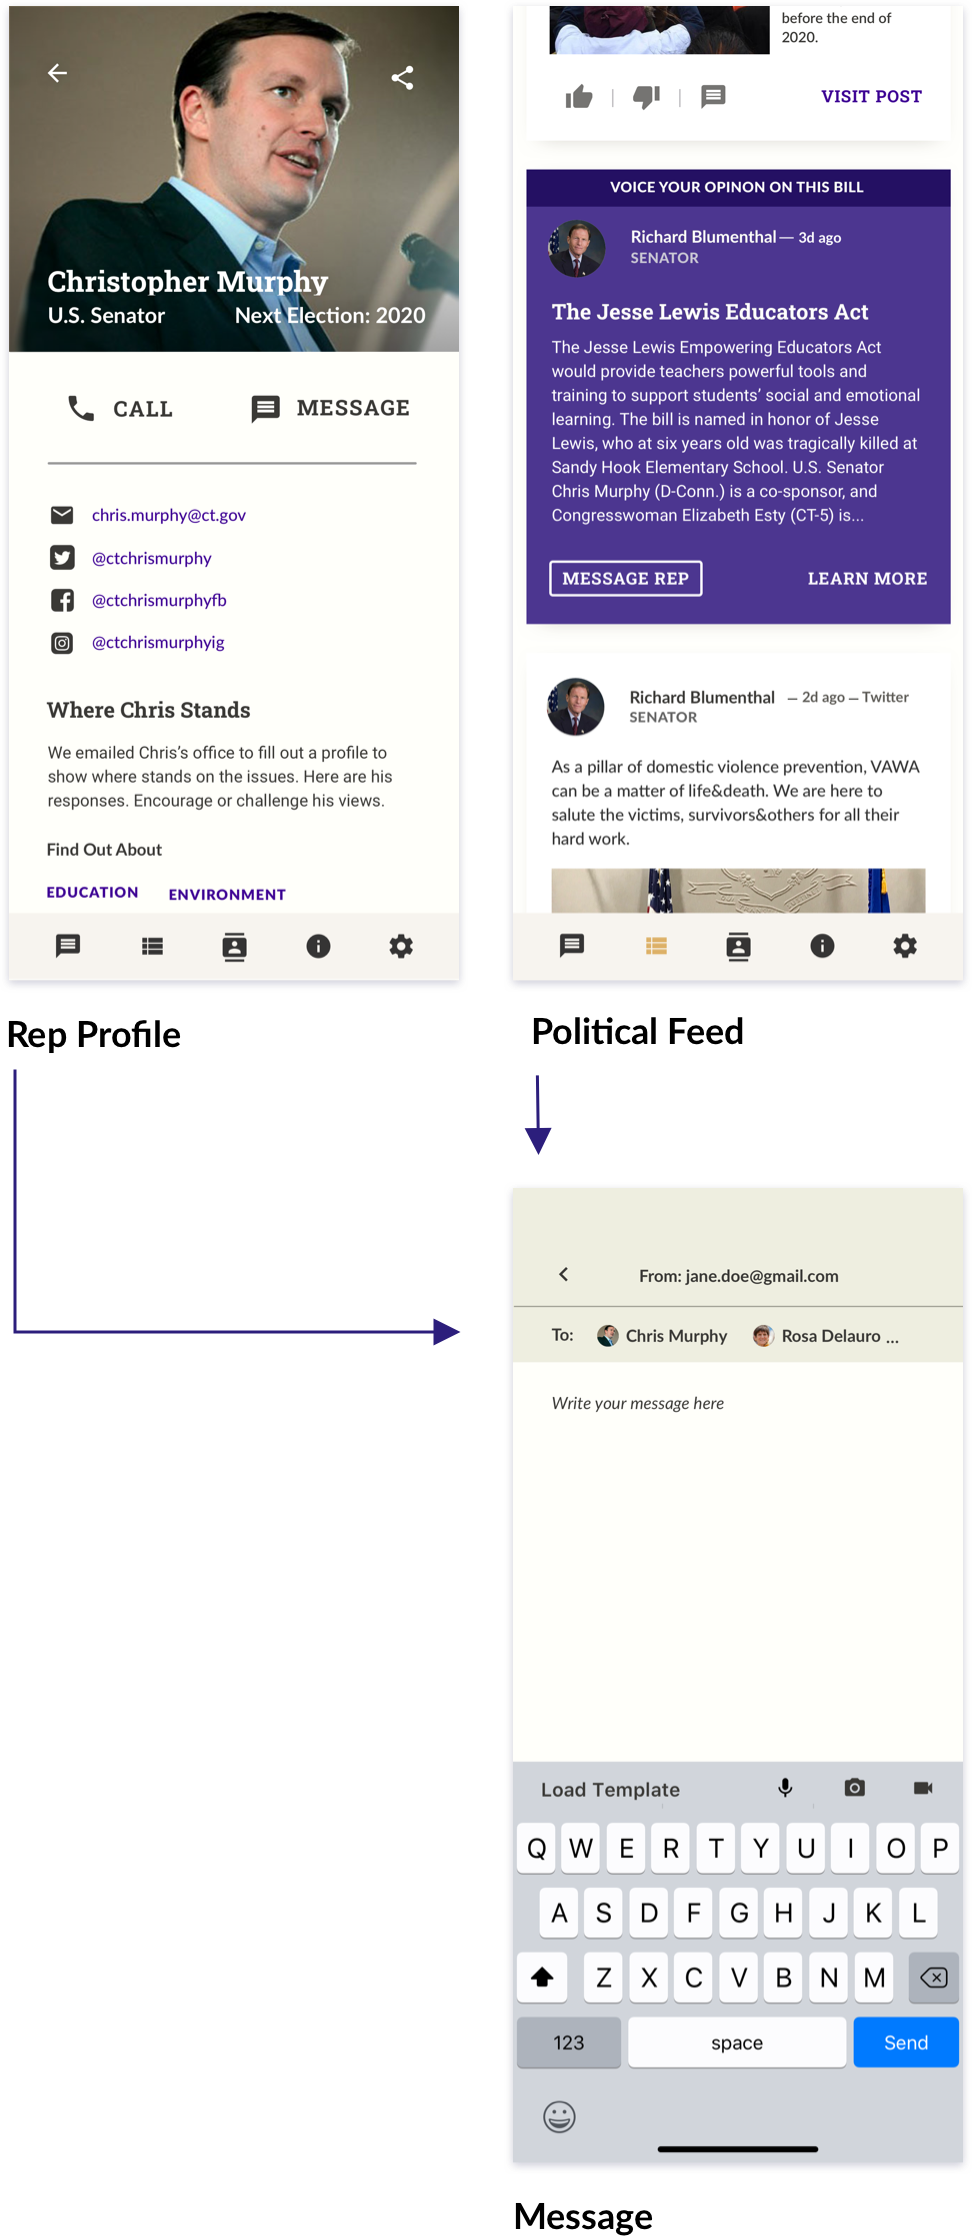 Christopher Murphy
U.S. Senator Next Election: 2020
CALL MESSAGE
chris.murphy@ct.gov
@ctchrismurphy
@ctchrismurphyfb
@ctchrismurphyig
Where Chris Stands
We emailed Chris's office to fill out a profile to
show where stands on the issues. Here are his
responses. Encourage or challenge his views.
Find Out About
EDUCATION ENVIRONMENT
Rep Profile
before the end of
2020.
VISIT POST
VOICE YOUR OPINON ON THIS BILL
Richard Blumenthal — 3d ago
SENATOR
The Jesse Lewis Educators Act
The Jesse Lewis Empowering Educators Act
would provide teachers powerful tools and
training to support students' social and emotional
learning. The bill is named in honor of Jesse
Lewis, who at six years old was tragically killed at
Sandy Hook Elementary School. U.S. Senator
Chris Murphy (D-Conn.) is a co-sponsor, and
Congresswoman Elizabeth Esty (CT-5) is...
MESSAGE REP LEARN MORE
Richard Blumenthal — 2d ago — Twitter
SENATOR
As a pillar of domestic violence prevention, VAWA
can be a matter of life&death. We are here to
salute the victims, survivors&others for all their
hard work.
Political Feed
From: jane.doe@gmail.com
To: Chris Murphy Rosa Delauro ...
Write your message here
Load Template
Q W E R T Y U I O P
A S D F G H J K L
Z X C V B N M
123 space Send
Message